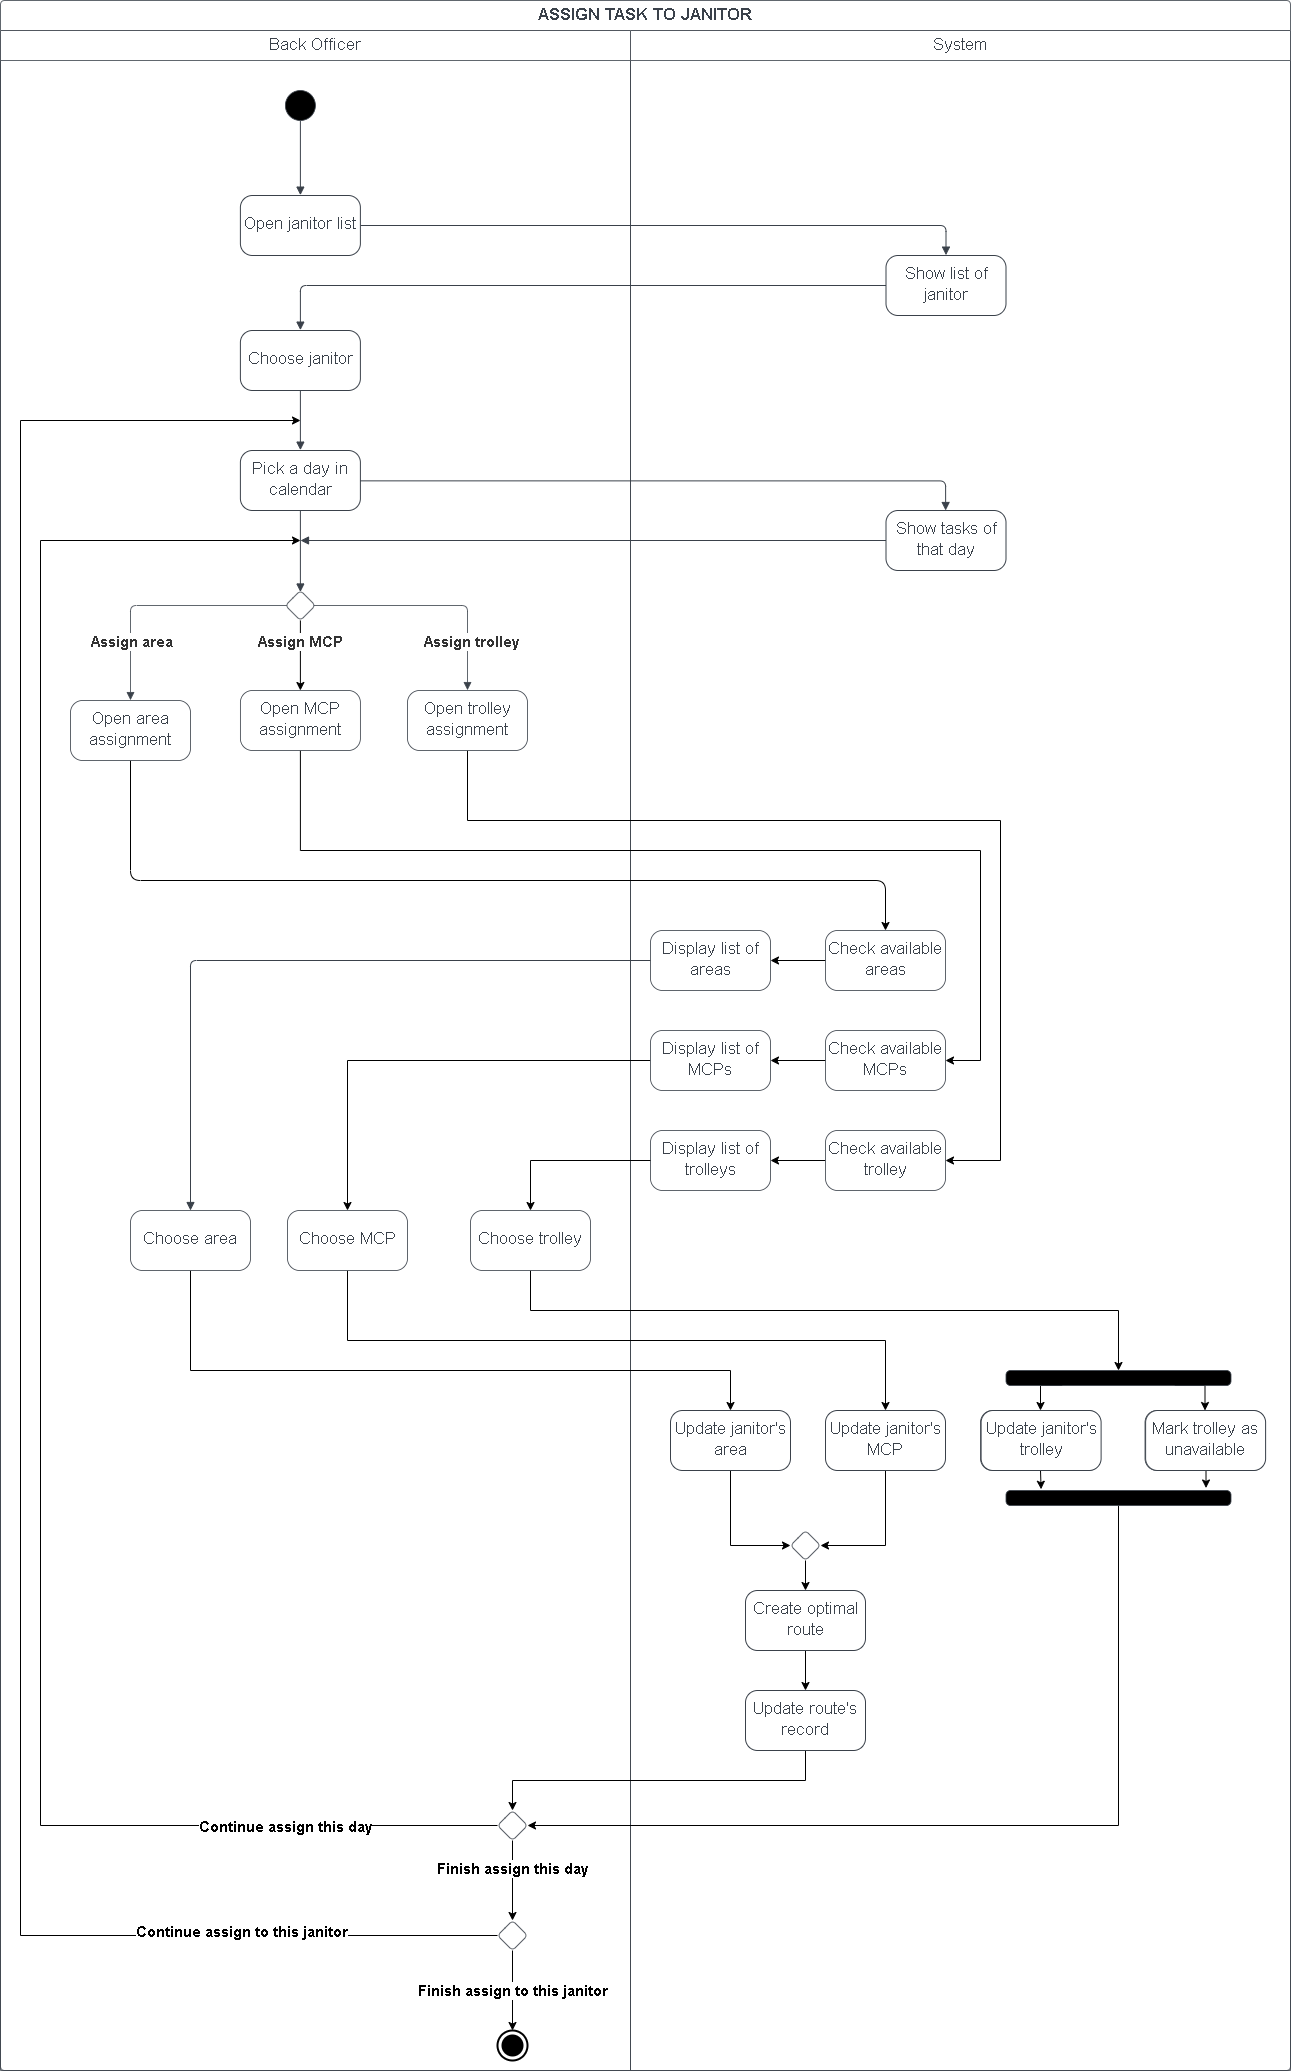 ASSIGN TASK TO JANITOR
Back Officer
System
Open janitor list
Show list of
janitor
Choose janitor
Pick a day in
calendar
Show tasks of
that day
Assign area
Assign MCP
Assign trolley
Open area
assignment
Open MCP
assignment
Open trolley
assignment
Display list of
areas
Check available
areas
Display list of
MCPs
Check available
MCPs
Display list of
trolleys
Check available
trolley
Choose area
Choose MCP
Choose trolley
Update janitor's
area
Update janitor's
MCP
Update janitor's
trolley
Mark trolley as
unavailable
Create optimal
route
Update route's
record
Continue assign this day
Finish assign this day
Continue assign to this janitor
Finish assign to this janitor